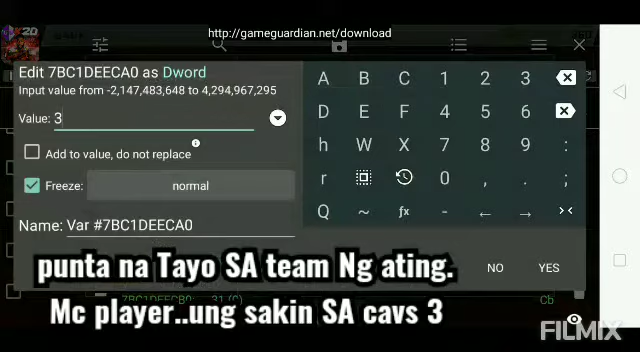 2D
http://gameguardian.net/download
Edit 7BC1DEECA0 as Dword
Input value from -2,147,483,648 to 4,294,967,295
Value: 3
Add to value, do not replace
Freeze: normal
Name: Var #7BC1DEECA0
A B C 1 2 3
D E F 4 5 6
h W X 7 8 9 :
r 0 , . ;
Q ~ ƒx - ← → ><
NO YES
punta na Tayo SA team Ng ating.
Mc player..ung sakin SA cavs 3
FILMIX